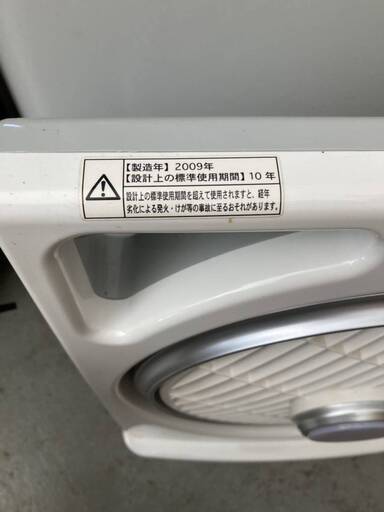 【製造年】2009年
【設計上の標準使用期間】10年
設計上の標準使用期間を超えて使用されますと、経年
劣化による発火・けが等の事故に至るおそれがあります。